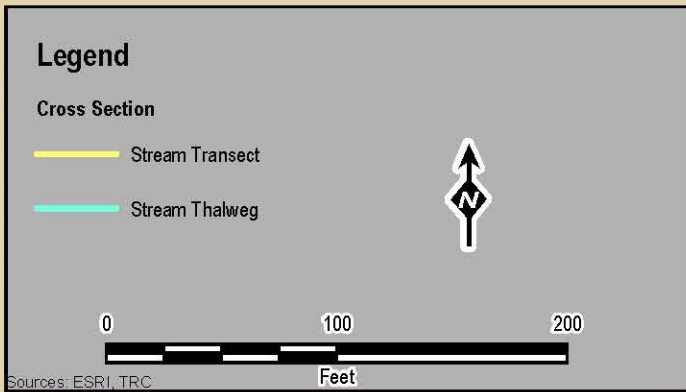 Legend
Cross Section
Stream Transect
Stream Thalweg
N
0 100 200
Feet
Sources: ESRI, TRC